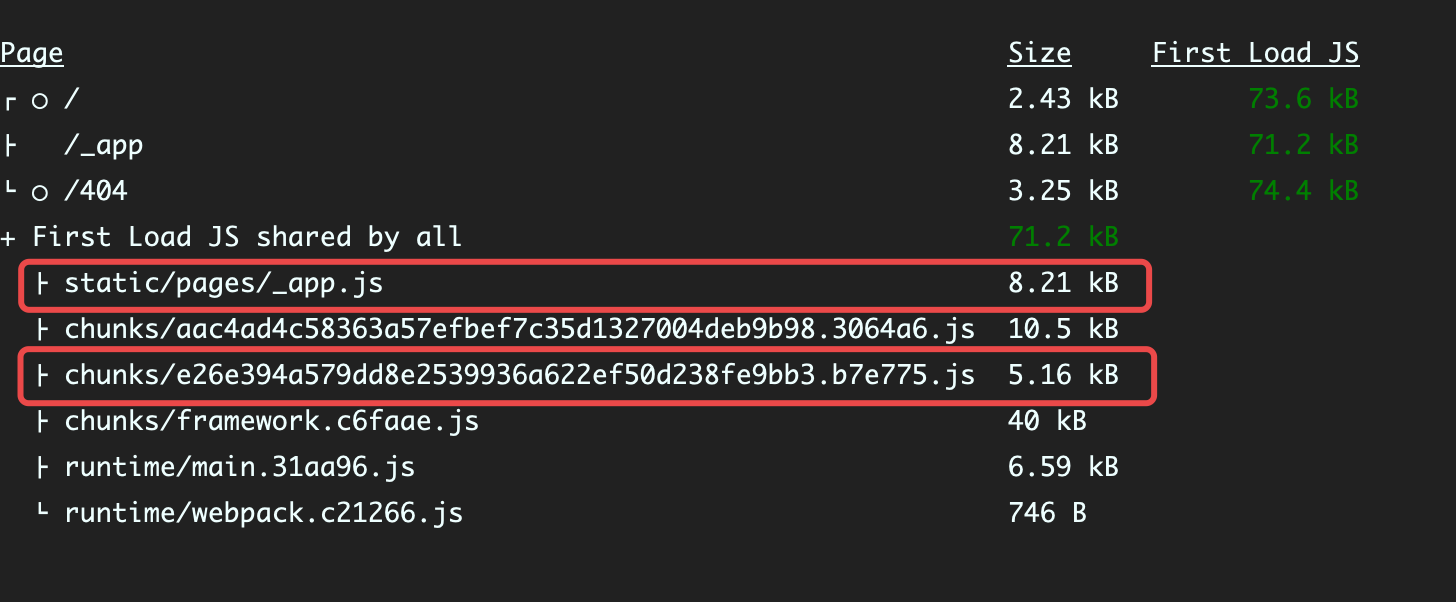 Page Size First Load JS
┌ ○ / 2.43 kB 73.6 kB
├   /_app 8.21 kB 71.2 kB
└ ○ /404 3.25 kB 74.4 kB
+ First Load JS shared by all 71.2 kB
├ static/pages/_app.js 8.21 kB
├ chunks/aac4ad4c58363a57efbef7c35d1327004deb9b98.3064a6.js 10.5 kB
├ chunks/e26e394a579dd8e2539936a622ef50d238fe9bb3.b7e775.js 5.16 kB
├ chunks/framework.c6faae.js 40 kB
├ runtime/main.31aa96.js 6.59 kB
└ runtime/webpack.c21266.js 746 B